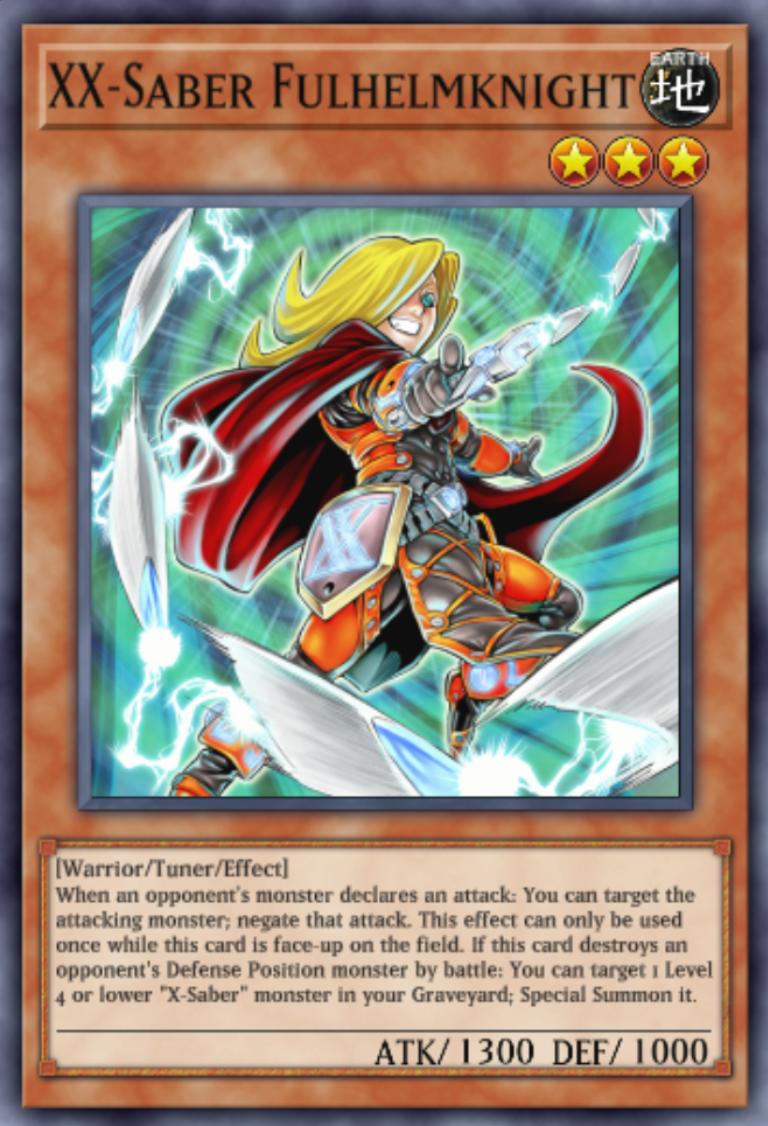 XX-Saber Fulhelmknight
EARTH
地
[Warrior/Tuner/Effect]
When an opponent's monster declares an attack: You can target the
attacking monster; negate that attack. This effect can only be used
once while this card is face-up on the field. If this card destroys an
opponent's Defense Position monster by battle: You can target 1 Level
4 or lower "X-Saber" monster in your Graveyard; Special Summon it.
ATK/ 1300 DEF/ 1000